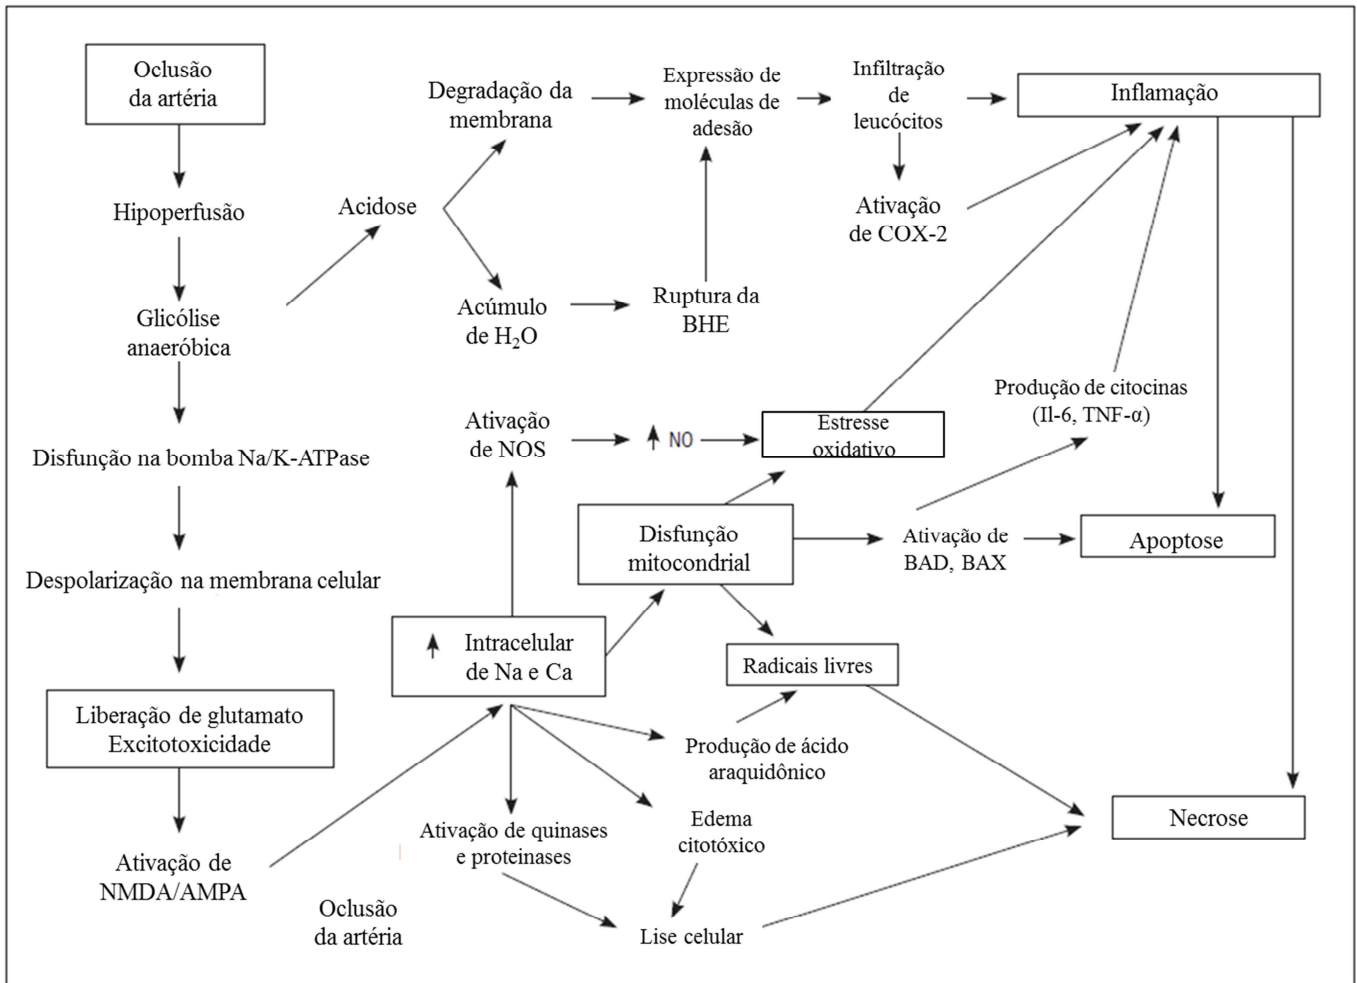 Oclusão
da artéria
Hipoperfusão
Glicólise
anaeróbica
Disfunção na bomba Na/K-ATPase
Despolarização na membrana celular
Liberação de glutamato
Excitotoxicidade
Ativação de
NMDA/AMPA
Acidose
Degradação da
membrana
Acúmulo
de H₂O
Expressão de
moléculas de
adesão
Ruptura da
BHE
Infiltração
de
leucócitos
Ativação
de COX-2
Inflamação
Ativação
de NOS
NO
Estresse
oxidativo
Produção de citocinas
(Il-6, TNF-α)
Disfunção
mitocondrial
Ativação de
BAD, BAX
Apoptose
Intracelular
de Na e Ca
Radicais livres
Produção de ácido
araquidônico
Ativação de quinases
e proteinases
Edema
citotóxico
Necrose
Oclusão
da artéria
Lise celular